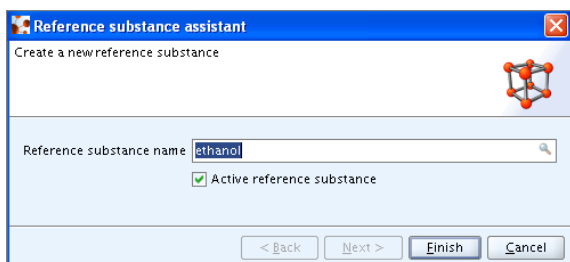 Reference substance assistant
Create a new reference substance
Reference substance name ethanol
Active reference substance
< Back Next > Finish Cancel